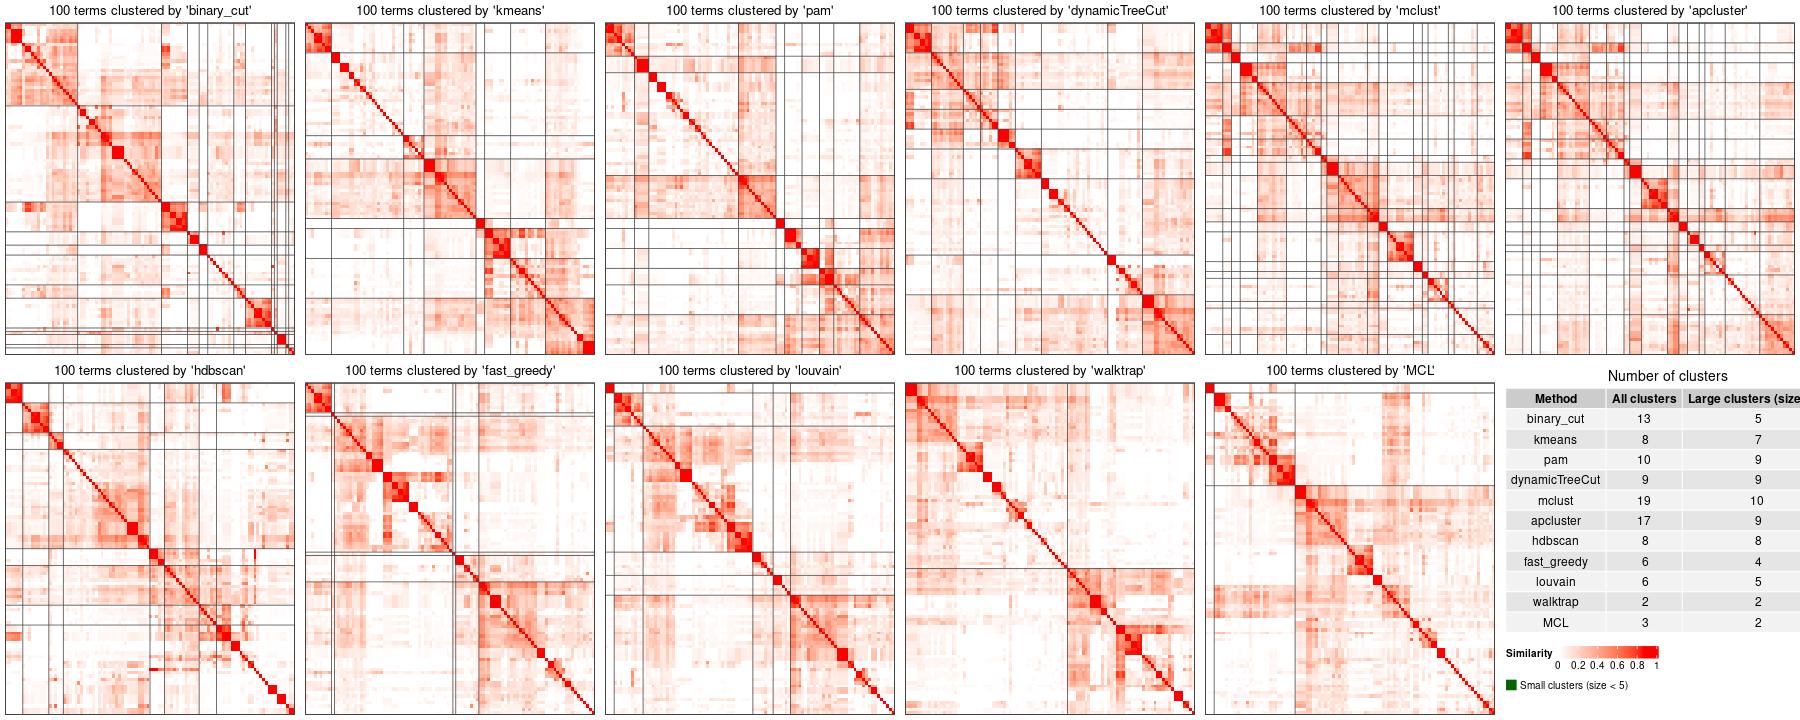 100 terms clustered by 'binary_cut'
100 terms clustered by 'kmeans'
100 terms clustered by 'pam'
100 terms clustered by 'dynamicTreeCut'
100 terms clustered by 'mclust'
100 terms clustered by 'apcluster'
100 terms clustered by 'hdbscan'
100 terms clustered by 'fast_greedy'
100 terms clustered by 'louvain'
100 terms clustered by 'walktrap'
100 terms clustered by 'MCL'
Number of clusters
Method All clusters Large clusters (size
binary_cut 13 5
kmeans 8 7
pam 10 9
dynamicTreeCut 9 9
mclust 19 10
apcluster 17 9
hdbscan 8 8
fast_greedy 6 4
louvain 6 5
walktrap 2 2
MCL 3 2
Similarity
0 0.2 0.4 0.6 0.8 1
Small clusters (size < 5)